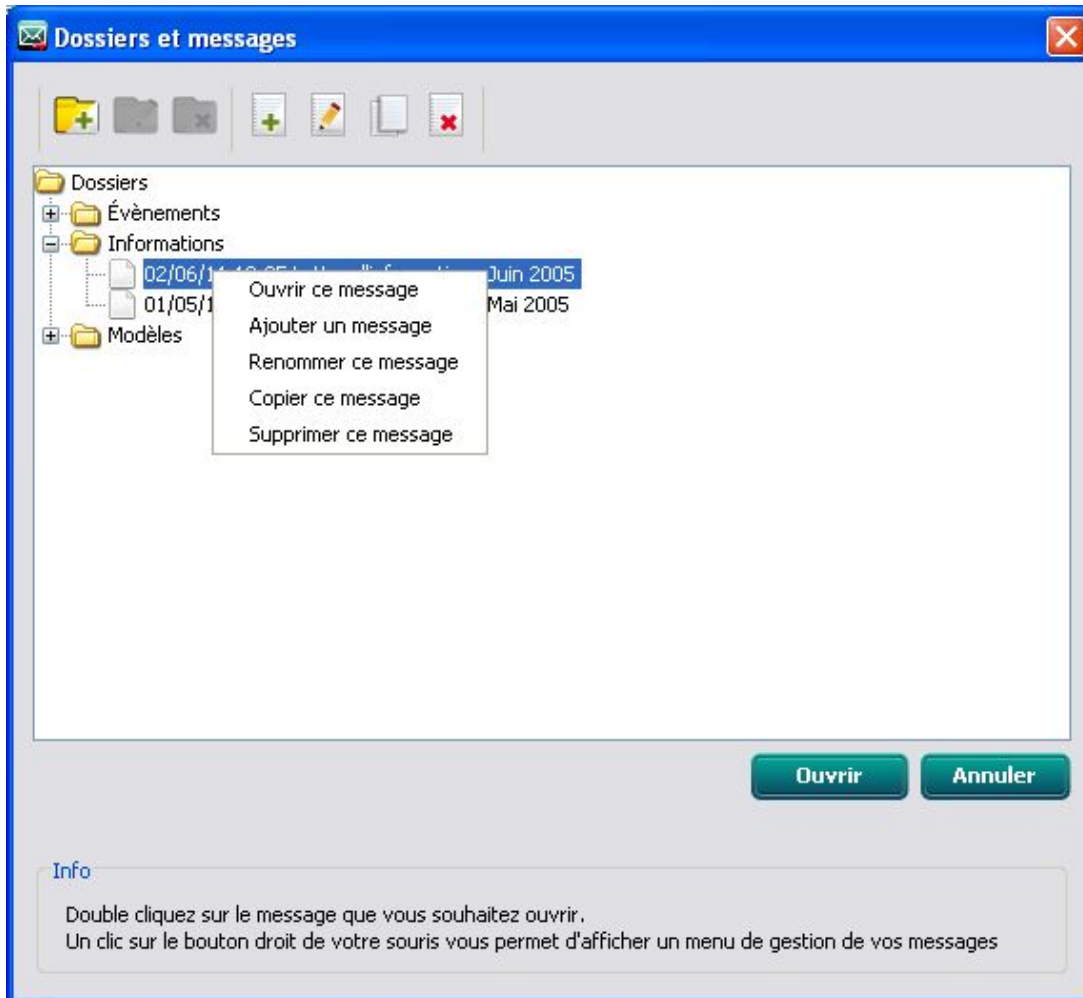 Dossiers et messages
Dossiers
Évènements
Informations
02/06/1 Juin 2005
01/05/1 Mai 2005
Modèles
Ouvrir ce message
Ajouter un message
Renommer ce message
Copier ce message
Supprimer ce message
Ouvrir
Annuler
Info
Double cliquez sur le message que vous souhaitez ouvrir.
Un clic sur le bouton droit de votre souris vous permet d'afficher un menu de gestion de vos messages